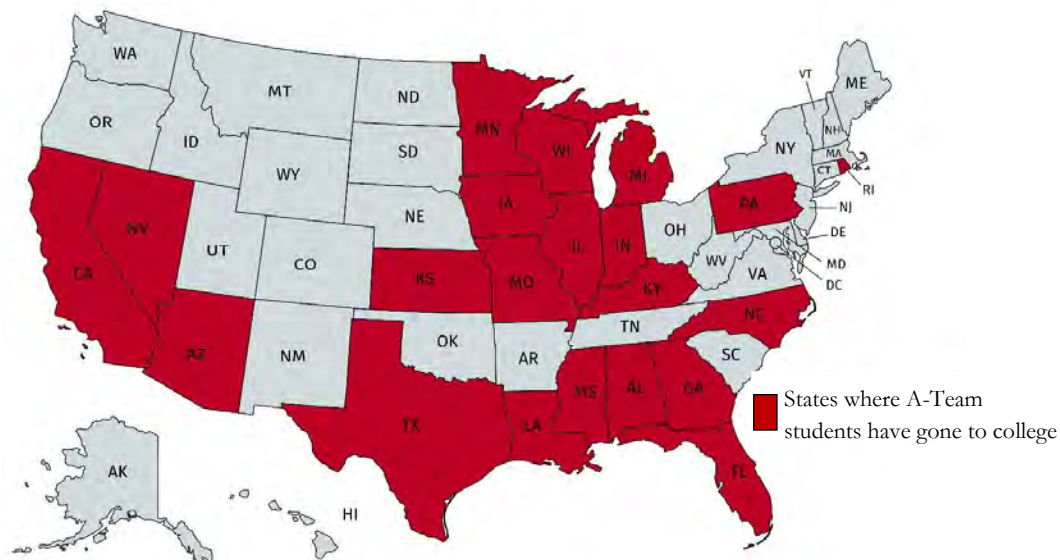 WA
MT
ND
MN
VT
ME
OR
ID
SD
WI
MI
NY
NH
MA
CT
RI
WY
IA
PA
NJ
NE
NV
UT
CO
IL
IN
OH
DE
WV
VA
MD
DC
CA
KS
MO
KY
NC
TN
AZ
NM
OK
AR
SC
MS
AL
GA
TX
LA
FL
AK
HI
States where A-Team
students have gone to college